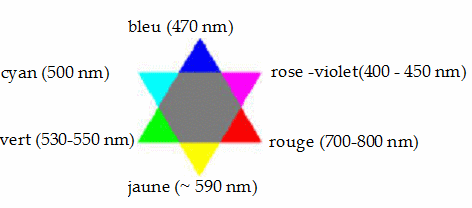 bleu (470 nm)
cyan (500 nm)
rose -violet(400 - 450 nm)
vert (530-550 nm)
rouge (700-800 nm)
jaune (~ 590 nm)